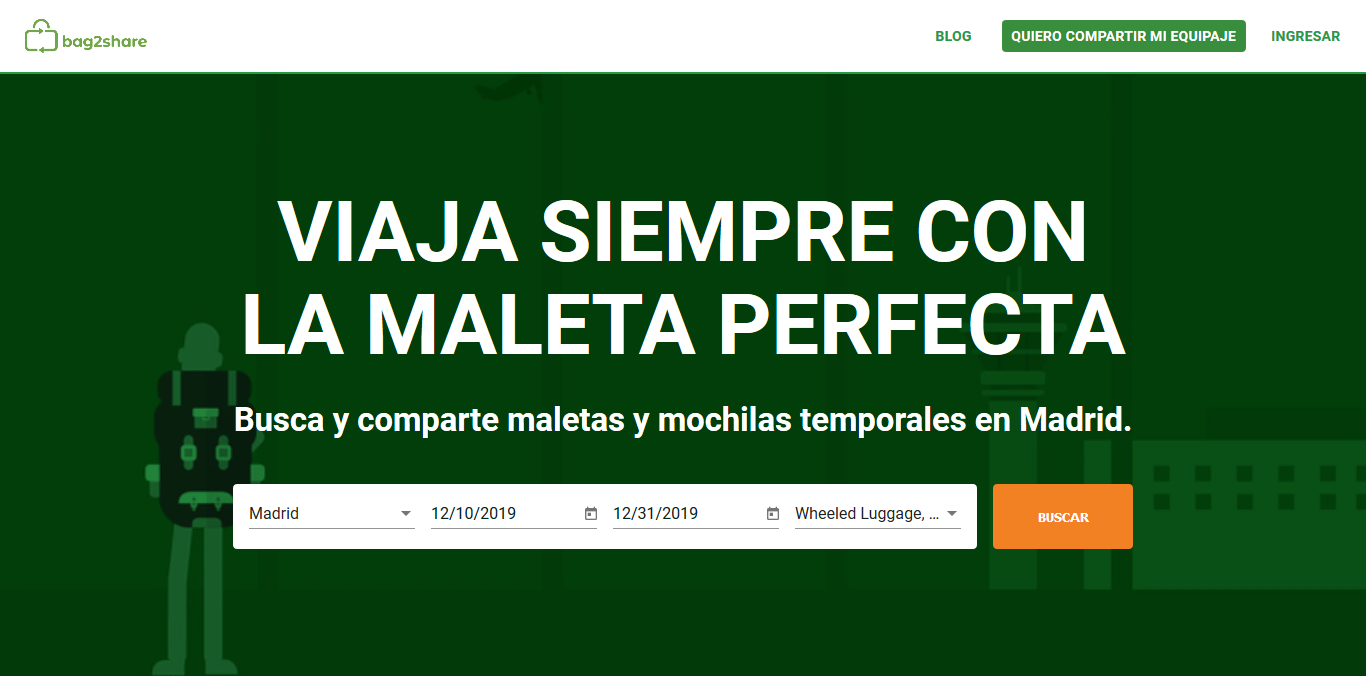 bag2share
BLOG
QUIERO COMPARTIR MI EQUIPAJE
INGRESAR
VIAJA SIEMPRE CON
LA MALETA PERFECTA
Busca y comparte maletas y mochilas temporales en Madrid.
Madrid
12/10/2019
12/31/2019
Wheeled Luggage, ...
BUSCAR